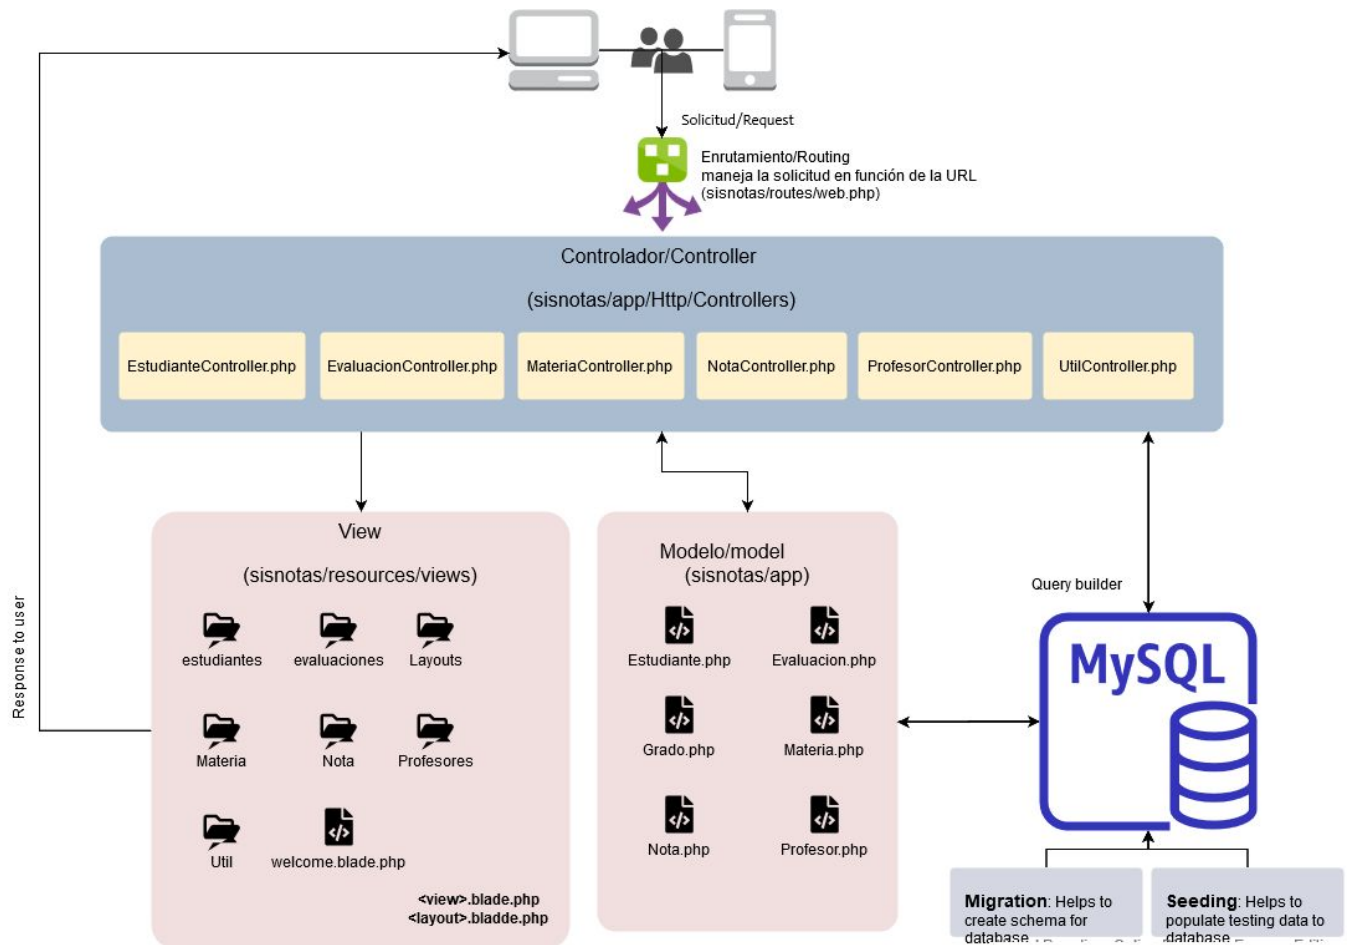 Solicitud/Request
Enrutamiento/Routing
maneja la solicitud en función de la URL
(sisnotas/routes/web.php)
Controlador/Controller
(sisnotas/app/Http/Controllers)
EstudianteController.php
EvaluacionController.php
MateriaController.php
NotaController.php
ProfesorController.php
UtilController.php
Response to user
View
(sisnotas/resources/views)
estudiantes
evaluaciones
Layouts
Materia
Nota
Profesores
Util
welcome.blade.php
<view>.blade.php
<layout>.bladde.php
Modelo/model
(sisnotas/app)
Estudiante.php
Evaluacion.php
Grado.php
Materia.php
Nota.php
Profesor.php
Query builder
MySQL
Migration: Helps to
create schema for
database
Seeding: Helps to
populate testing data to
database